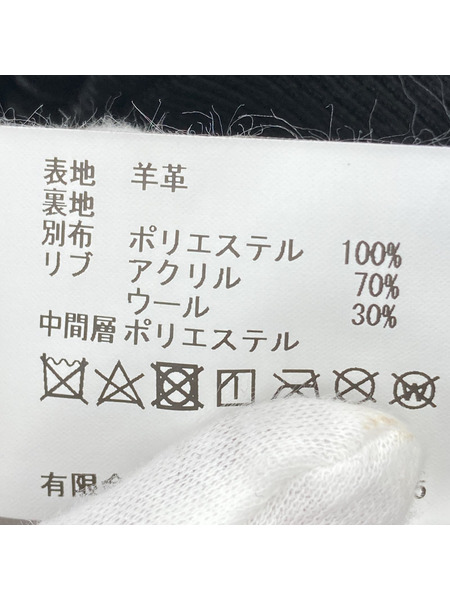 表地 羊革
裏地
別布 ポリエステル 100%
リブ アクリル 70%
ウール 30%
中間層 ポリエステル
有限
5